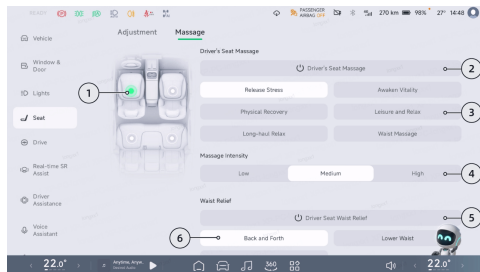 READY PASSENGER AIRBAG OFF 270 km 98% 27° 14:48
Adjustment Massage
Vehicle
Window & Door
Lights
Seat
Drive
Real-time SR Assist
Driver Assistance
Voice Assistant
Driver's Seat Massage
Driver's Seat Massage
Release Stress Awaken Vitality
Physical Recovery Leisure and Relax
Long-haul Relax Waist Massage
Massage Intensity
Low Medium High
Waist Relief
Driver Seat Waist Relief
Back and Forth Lower Waist
1
2
3
4
5
6
22.0° Anytime, Anyw... 360 22.0°